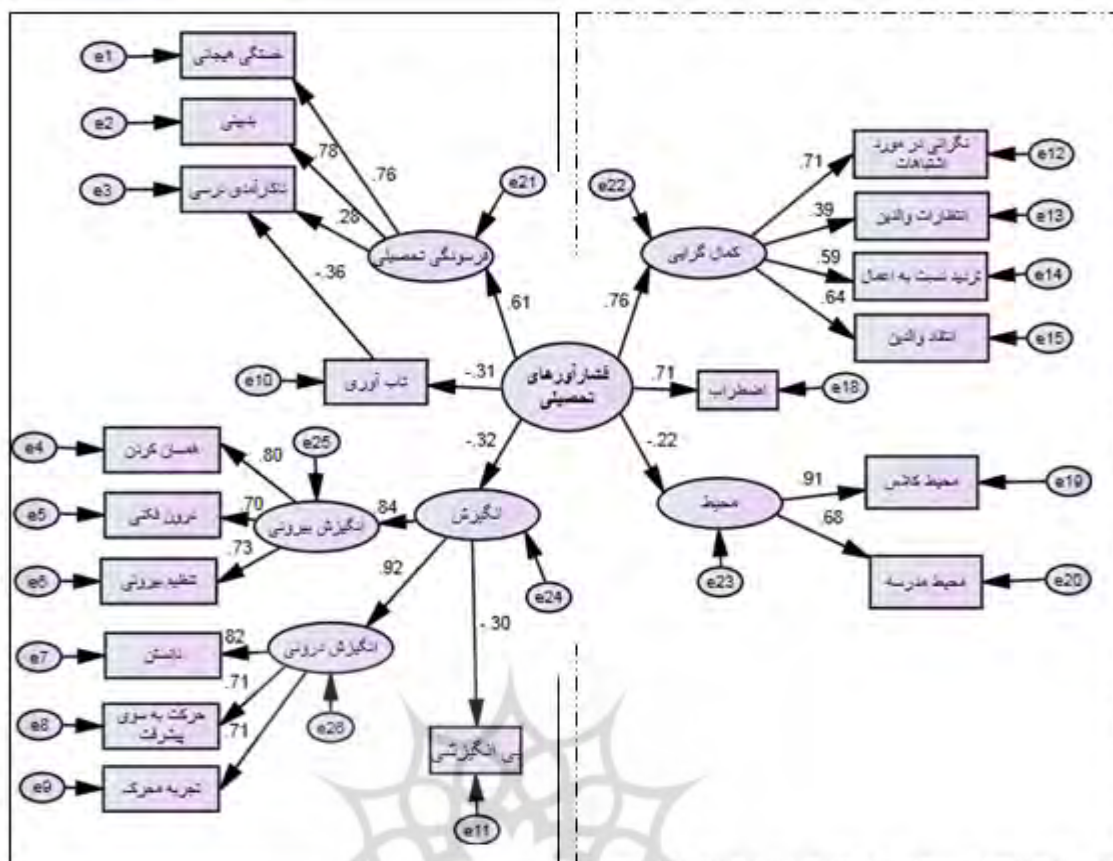 e1
خستگی هیجانی
e2
بدبینی
e3
ناکارآمدی درسی
.76
.78
.28
-.36
e21
فرسودگی تحصیلی
.61
e10
تاب آوری
-.31
فشارآورهای
تحصیلی
-.32
e4
همسان کردن
e5
درون فکنی
e6
تنظیم بیرونی
.80
.70
.73
e25
انگیزش بیرونی
.84
انگیزش
e24
.92
-.30
e7
دانستن
e8
حرکت به سوی
پیشرفت
e9
تجربه محرک
82
.71
.71
انگیزش درونی
e26
بی انگیزشی
e11
e22
کمال گرایی
.76
.71
.39
.59
.64
نگرانی در مورد
اشتباهات
e12
انتظارات والدین
e13
تردید نسبت به اعمال
e14
انتقاد والدین
e15
.71
اضطراب
e18
-.22
محیط
e23
.91
.68
محیط کلاس
e19
محیط مدرسه
e20